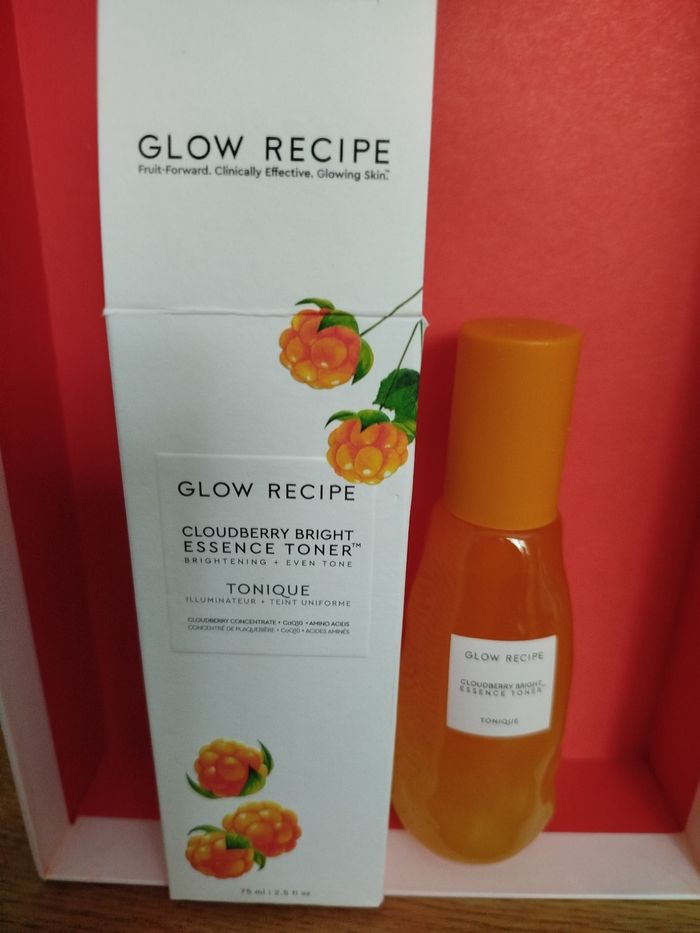 GLOW RECIPE
Fruit-Forward. Clinically Effective. Glowing Skin.™
GLOW RECIPE
CLOUDBERRY BRIGHT
ESSENCE TONER™
BRIGHTENING + EVEN TONE
TONIQUE
ILLUMINATEUR + TEINT UNIFORME
CLOUDBERRY CONCENTRATE • CoQ10 • AMINO ACIDS
CONCENTRÉ DE PLAQUEBIÈRE • CoQ10 • ACIDES AMINÉS
75 ml | 2.5 fl oz
GLOW RECIPE
CLOUDBERRY BRIGHT
ESSENCE TONER™
TONIQUE